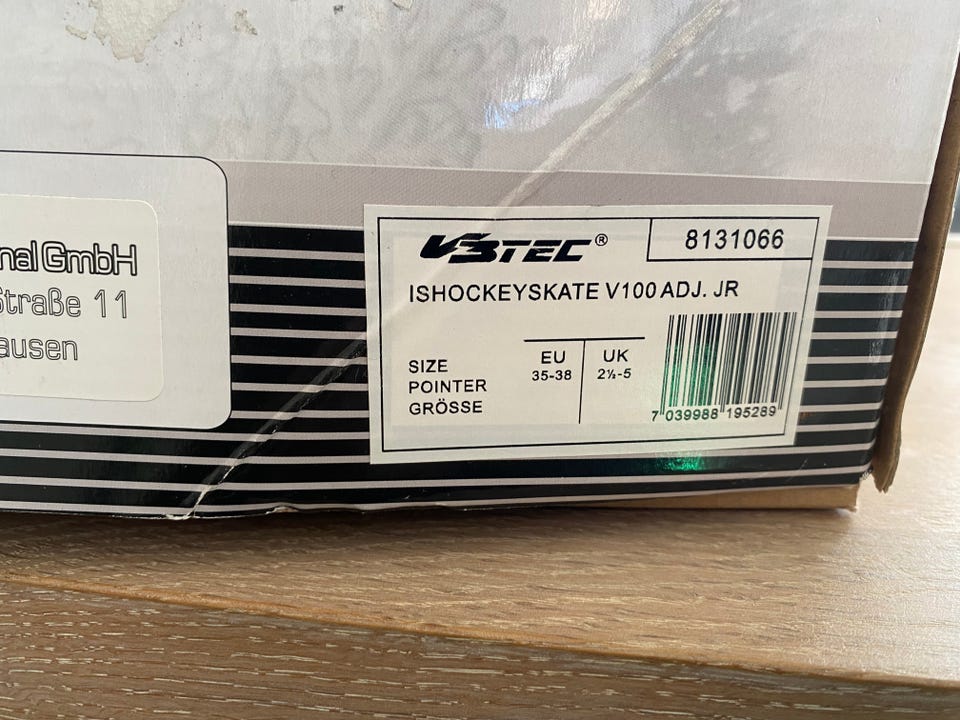 nal GmbH
Straße 11
ausen
V3TEC®
8131066
ISHOCKEYSKATE V100 ADJ. JR
SIZE
POINTER
GRÖSSE
EU
35-38
UK
2½-5
7 039988 195289